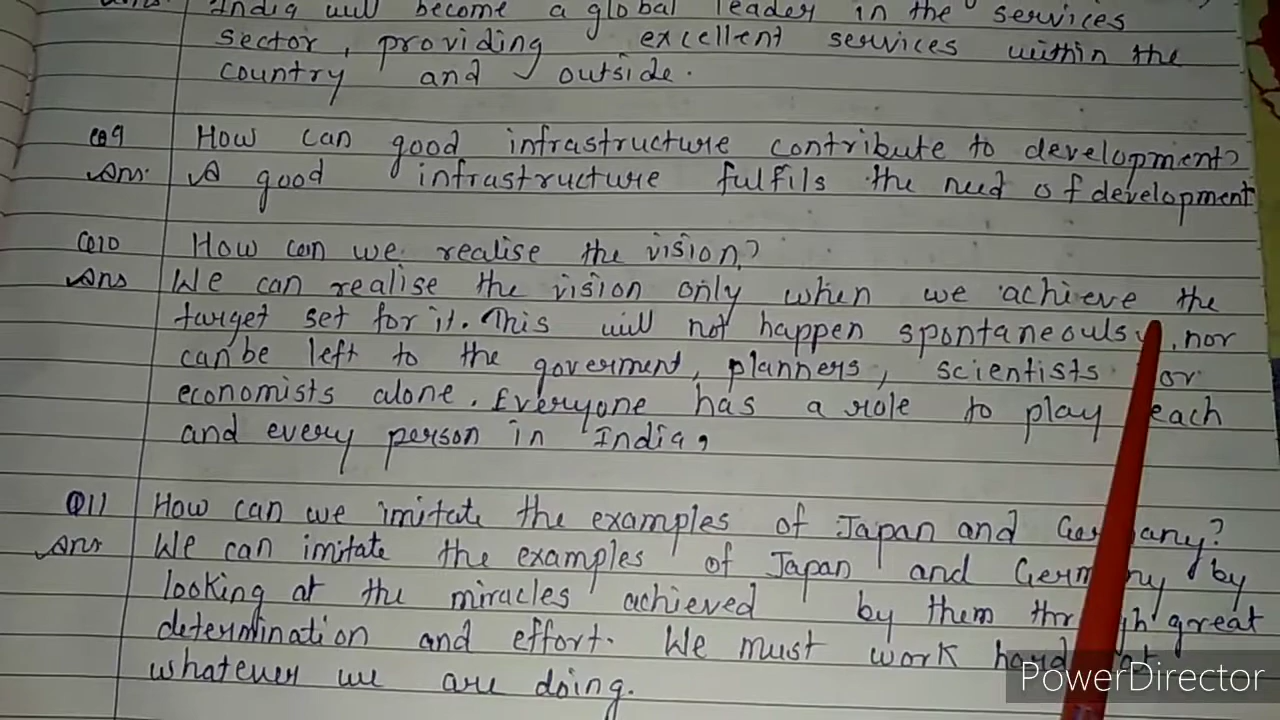 India will become a global leader in the services
sector, providing excellent services within the
country and outside.
Q9 How can good infrastructure contribute to development?
Ans. A good infrastructure fulfils the need of development
Q10 How can we realise the vision?
Ans We can realise the vision only when we achieve the
target set for it. This will not happen spontaneously, nor
can be left to the goverment, planners, scientists or
economists alone. Everyone has a role to play each
and every person in India,
Q11 How can we imitate the examples of Japan and Germany?
Ans We can imitate the examples of Japan and Germany by
looking at the miracles achieved by them through great
determination and effort. We must work hard at
whatever we are doing.
PowerDirector